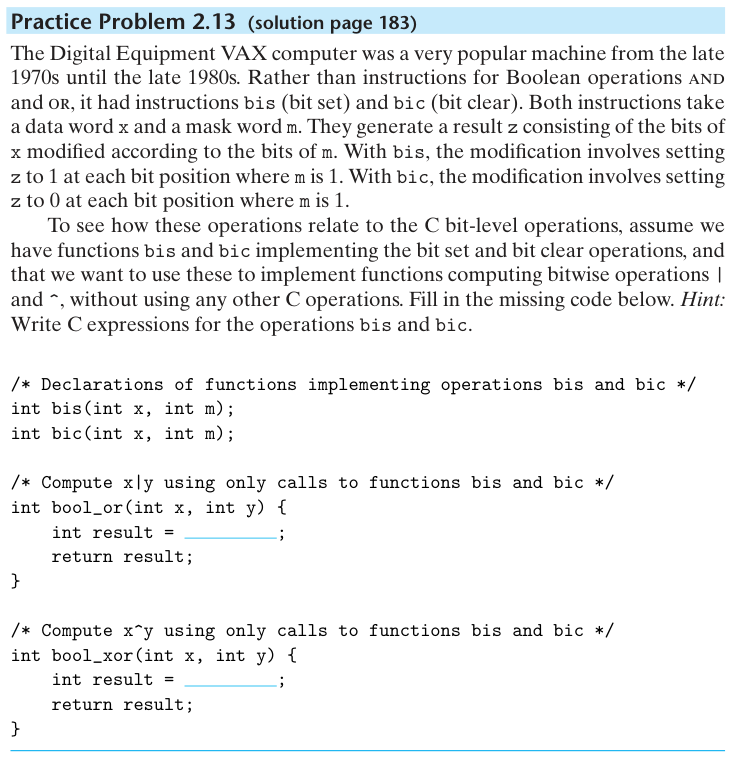 Practice Problem 2.13 (solution page 183)
The Digital Equipment VAX computer was a very popular machine from the late
1970s until the late 1980s. Rather than instructions for Boolean operations AND
and OR, it had instructions bis (bit set) and bic (bit clear). Both instructions take
a data word x and a mask word m. They generate a result z consisting of the bits of
x modified according to the bits of m. With bis, the modification involves setting
z to 1 at each bit position where m is 1. With bic, the modification involves setting
z to 0 at each bit position where m is 1.
To see how these operations relate to the C bit-level operations, assume we
have functions bis and bic implementing the bit set and bit clear operations, and
that we want to use these to implement functions computing bitwise operations |
and ^, without using any other C operations. Fill in the missing code below. Hint:
Write C expressions for the operations bis and bic.
/* Declarations of functions implementing operations bis and bic */
int bis(int x, int m);
int bic(int x, int m);
/* Compute x|y using only calls to functions bis and bic */
int bool_or(int x, int y) {
    int result = _________;
    return result;
}
/* Compute x^y using only calls to functions bis and bic */
int bool_xor(int x, int y) {
    int result = _________;
    return result;
}